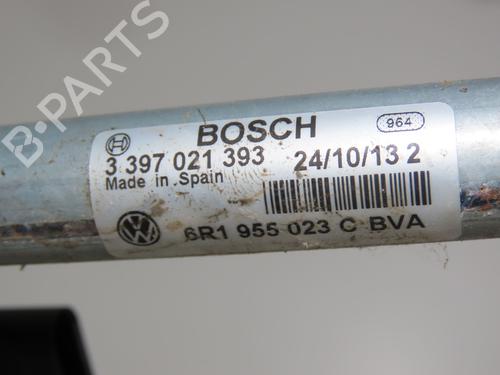 B-PARTS
BOSCH
964
3 397 021 393 24/10/13 2
Made in Spain
6R1 955 023 C BVA